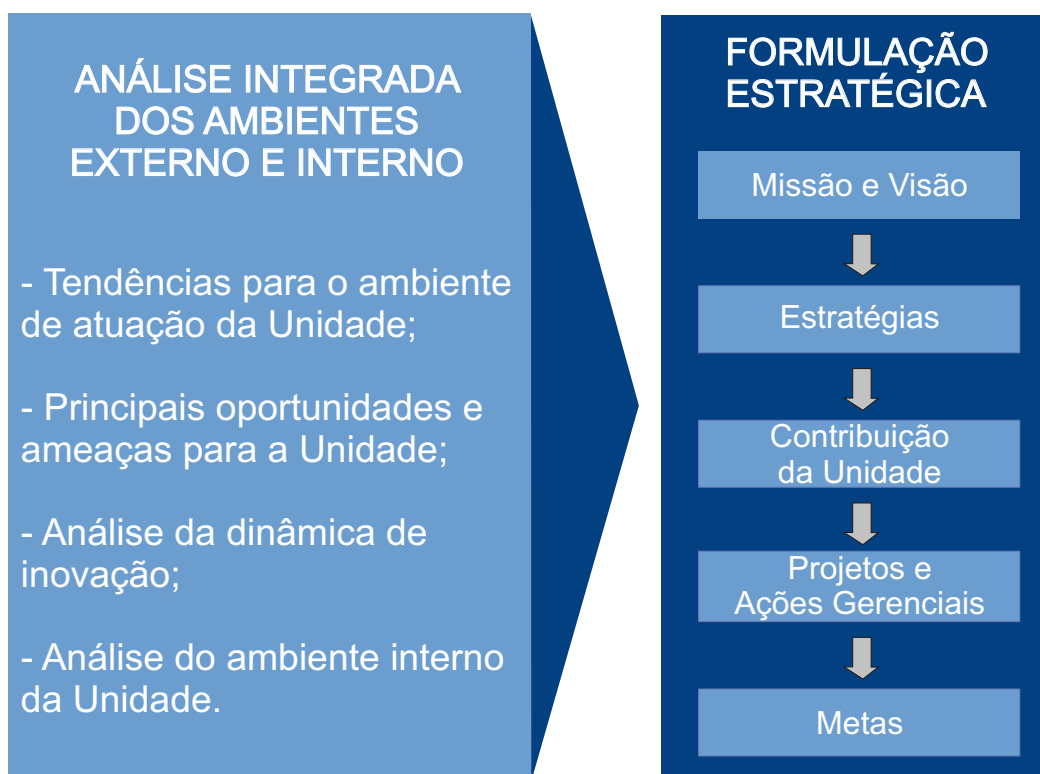 ANÁLISE INTEGRADA
DOS AMBIENTES
EXTERNO E INTERNO
- Tendências para o ambiente
de atuação da Unidade;
- Principais oportunidades e
ameaças para a Unidade;
- Análise da dinâmica de
inovação;
- Análise do ambiente interno
da Unidade.
FORMULAÇÃO
ESTRATÉGICA
Missão e Visão
Estratégias
Contribuição
da Unidade
Projetos e
Ações Gerenciais
Metas